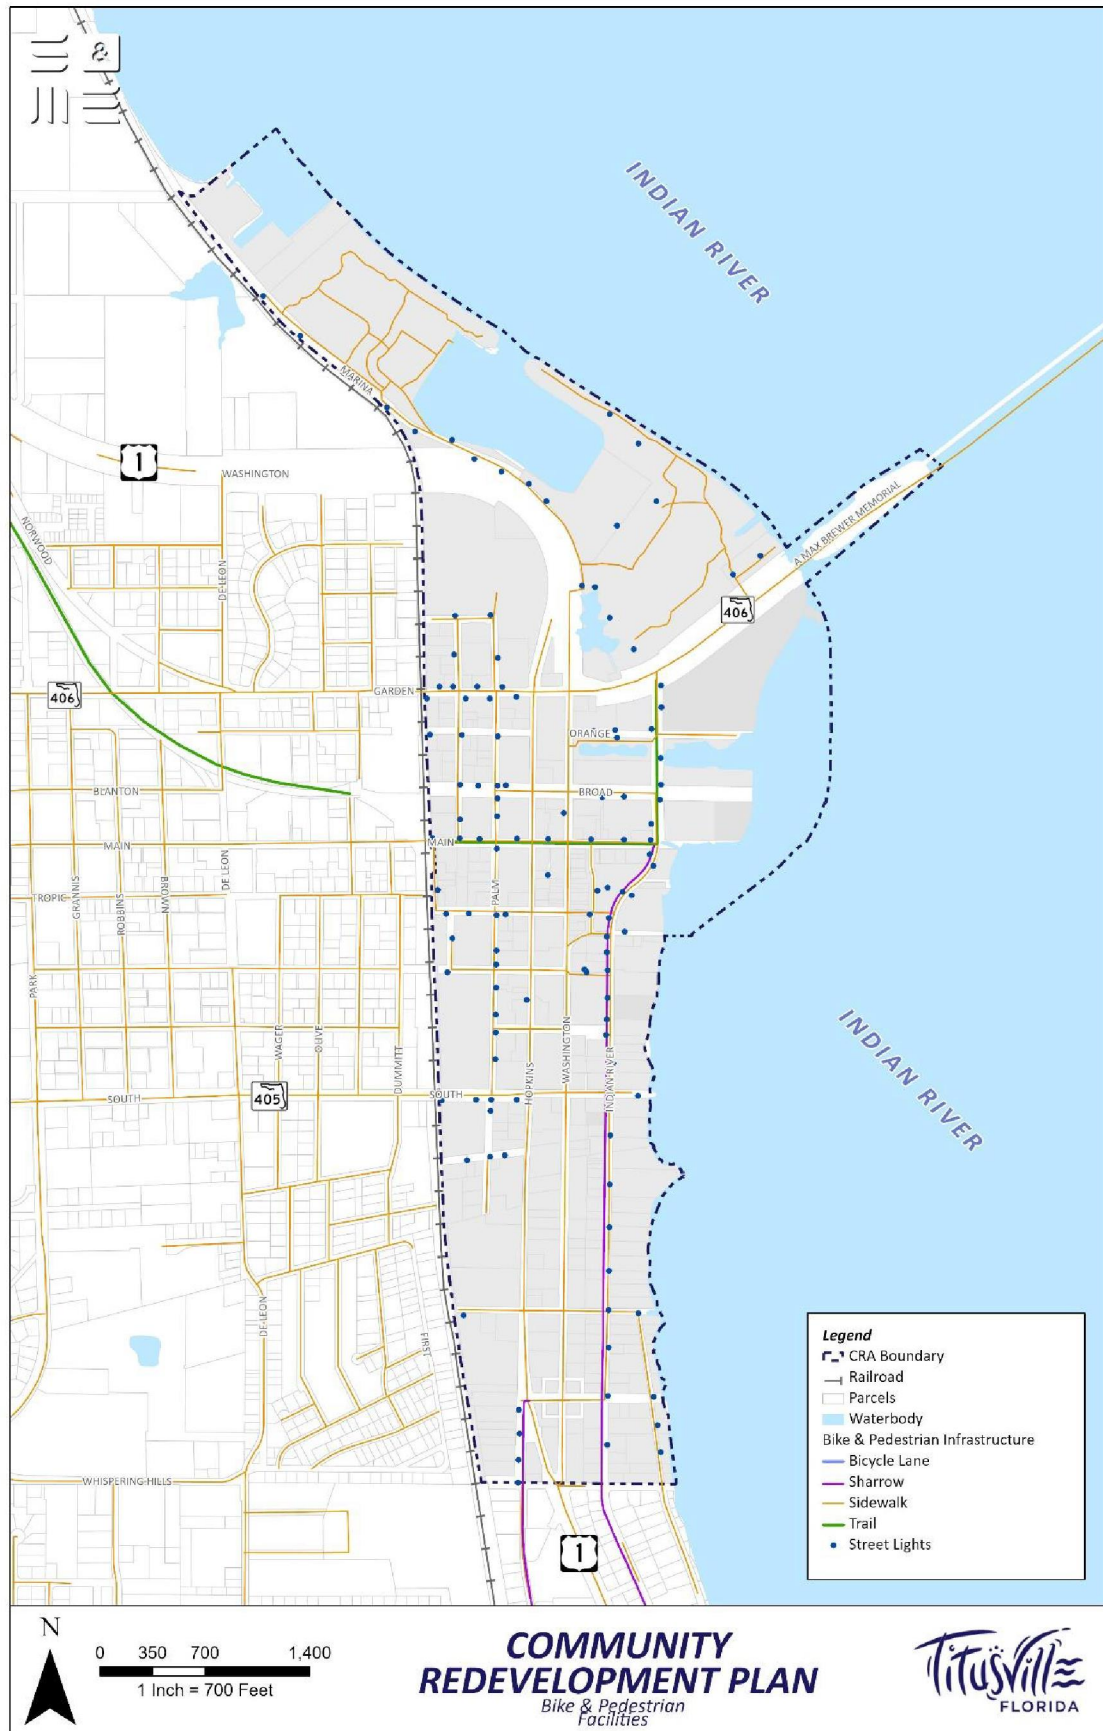 &
INDIAN RIVER
MARINA
1
WASHINGTON
NORWOOD
DE LEON
A MAX BREWER MEMORIAL
406
406
GARDEN
ORANGE
BLANTON
BROAD
MAIN
MAIN
TROPIC
GRANNIS
ROBBINS
BROWN
DE LEON
PALM
PARK
WAGER
OLIVE
DUMMITT
HOPKINS
WASHINGTON
INDIAN RIVER
INDIAN RIVER
SOUTH
405
SOUTH
DE LEON
FIRST
WHISPERING HILLS
1
Legend
CRA Boundary
Railroad
Parcels
Waterbody
Bike & Pedestrian Infrastructure
Bicycle Lane
Sharrow
Sidewalk
Trail
Street Lights
N
0 350 700 1,400
1 Inch = 700 Feet
COMMUNITY
REDEVELOPMENT PLAN
Bike & Pedestrian
Facilities
Titusville
FLORIDA